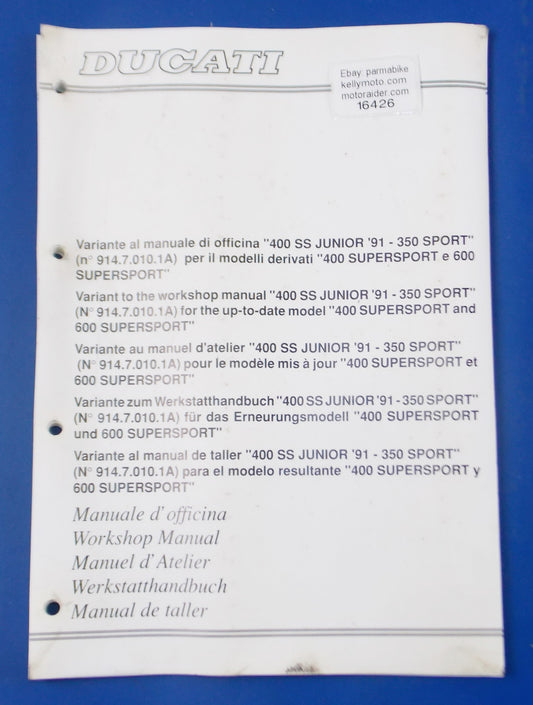 DUCATI
Ebay parmabike
kellymoto.com
motoraider.com
16426
Variante al manuale di officina "400 SS JUNIOR '91 - 350 SPORT"
(n° 914.7.010.1A) per il modelli derivati "400 SUPERSPORT e 600
SUPERSPORT"
Variant to the workshop manual "400 SS JUNIOR '91 - 350 SPORT"
(N° 914.7.010.1A) for the up-to-date model "400 SUPERSPORT and
600 SUPERSPORT"
Variante au manuel d'atelier "400 SS JUNIOR '91 - 350 SPORT"
(N° 914.7.010.1A) pour le modèle mis à jour "400 SUPERSPORT et
600 SUPERSPORT"
Variante zum Werkstatthandbuch "400 SS JUNIOR '91 - 350 SPORT"
(N° 914.7.010.1A) für das Erneurungsmodell "400 SUPERSPORT
und 600 SUPERSPORT"
Variante al manual de taller "400 SS JUNIOR '91 - 350 SPORT"
(N° 914.7.010.1A) para el modelo resultante "400 SUPERSPORT y
600 SUPERSPORT"
Manuale d'officina
Workshop Manual
Manuel d'Atelier
Werkstatthandbuch
Manual de taller